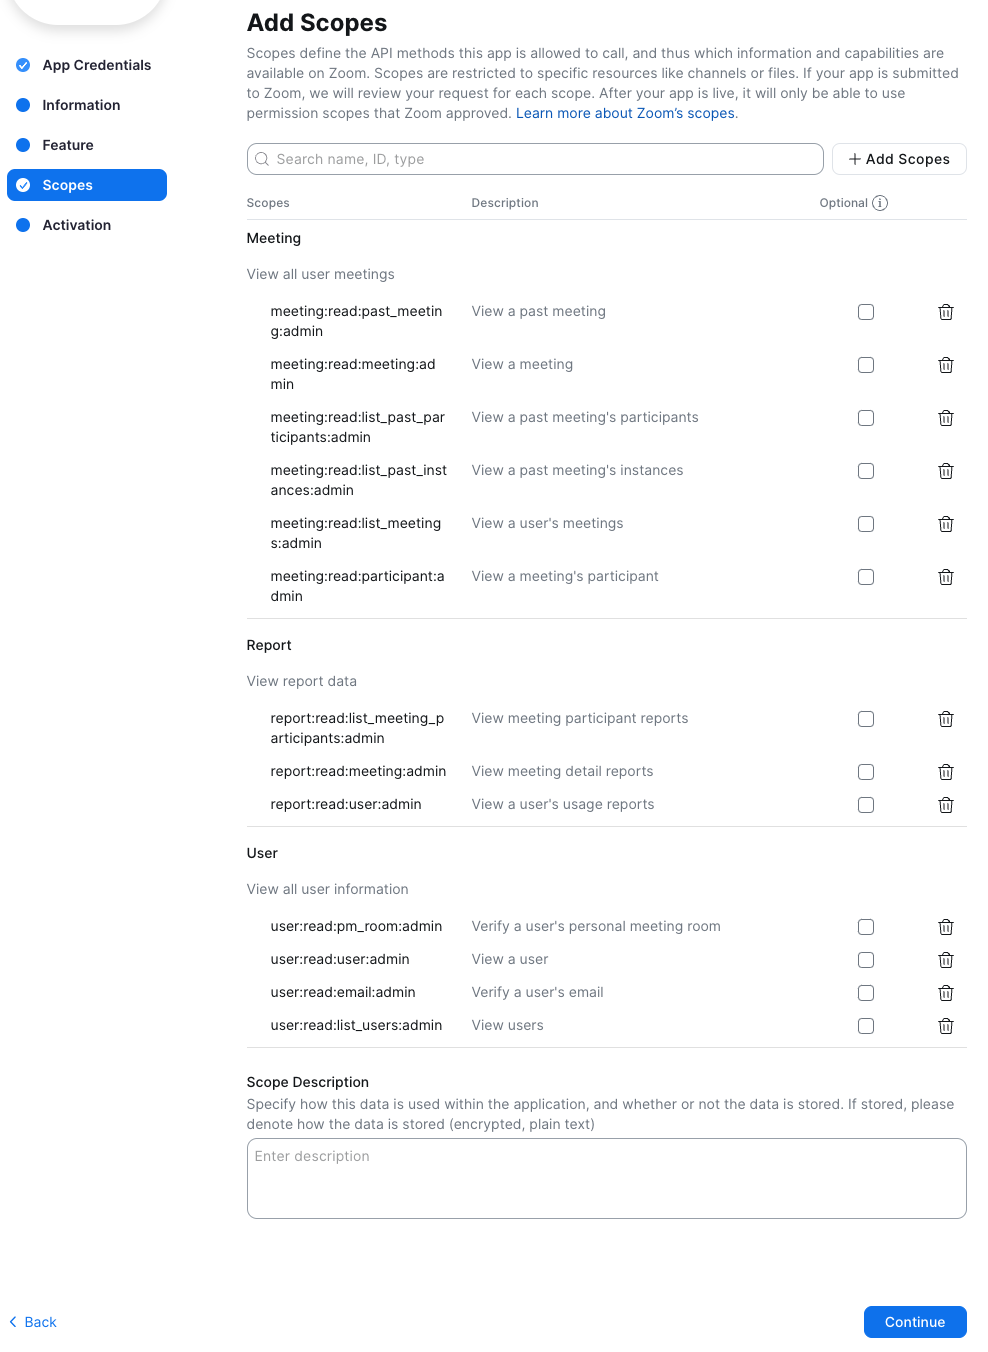 Add Scopes
Scopes define the API methods this app is allowed to call, and thus which information and capabilities are
available on Zoom. Scopes are restricted to specific resources like channels or files. If your app is submitted
to Zoom, we will review your request for each scope. After your app is live, it will only be able to use
permission scopes that Zoom approved. Learn more about Zoom's scopes.
App Credentials
Information
Feature
Scopes
Activation
Search name, ID, type
Add Scopes
Scopes Description Optional
Meeting
View all user meetings
meeting:read:past_meetin
g:admin
View a past meeting
meeting:read:meeting:ad
min
View a meeting
meeting:read:list_past_par
ticipants:admin
View a past meeting's participants
meeting:read:list_past_inst
ances:admin
View a past meeting's instances
meeting:read:list_meeting
s:admin
View a user's meetings
meeting:read:participant:a
dmin
View a meeting's participant
Report
View report data
report:read:list_meeting_p
articipants:admin
View meeting participant reports
report:read:meeting:admin View meeting detail reports
report:read:user:admin View a user's usage reports
User
View all user information
user:read:pm_room:admin Verify a user's personal meeting room
user:read:user:admin View a user
user:read:email:admin Verify a user's email
user:read:list_users:admin View users
Scope Description
Specify how this data is used within the application, and whether or not the data is stored. If stored, please
denote how the data is stored (encrypted, plain text)
Enter description
Back
Continue